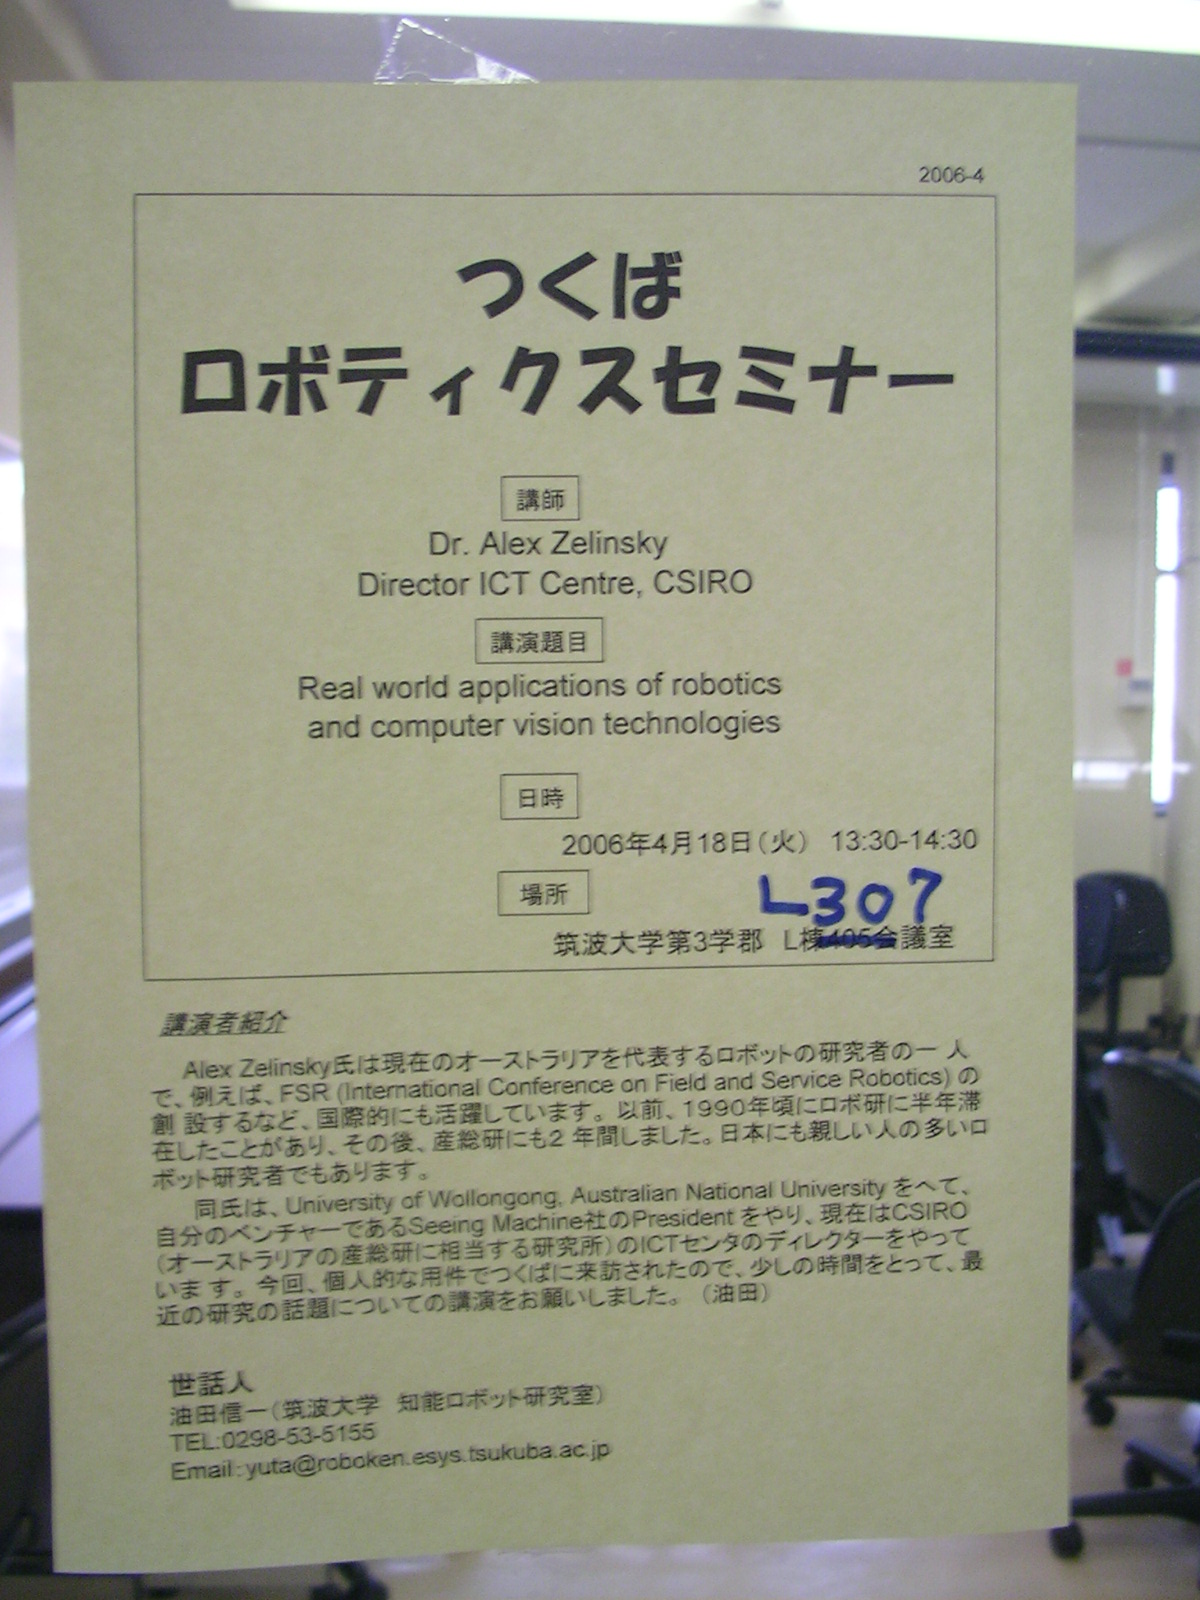 2006-4
つくば
ロボティクスセミナー
講師
Dr. Alex Zelinsky
Director ICT Centre, CSIRO
講演題目
Real world applications of robotics
and computer vision technologies
日時
2006年4月18日（火） 13:30-14:30
場所
L307
筑波大学第3学郡 L棟405会議室
講演者紹介
Alex Zelinsky氏は現在のオーストラリアを代表するロボットの研究者の一 人
で、例えば、FSR (International Conference on Field and Service Robotics) の
創 設するなど、国際的にも活躍しています。以前、1990年頃にロボ研に半年滞
在したことがあり、その後、産総研にも2 年間しました。日本にも親しい人の多いロ
ボット研究者でもあります。
同氏は、University of Wollongong, Australian National University をへて、
自分のベンチャーであるSeeing Machine社のPresident をやり、現在はCSIRO
（オーストラリアの産総研に相当する研究所）のICTセンタのディレクターをやって
いま す。今回、個人的な用件でつくばに来訪されたので、少しの時間をとって、最
近の研究の話題についての講演をお願いしました。（油田）
世話人
油田信一（筑波大学 知能ロボット研究室）
TEL:0298-53-5155
Email:yuta@roboken.esys.tsukuba.ac.jp